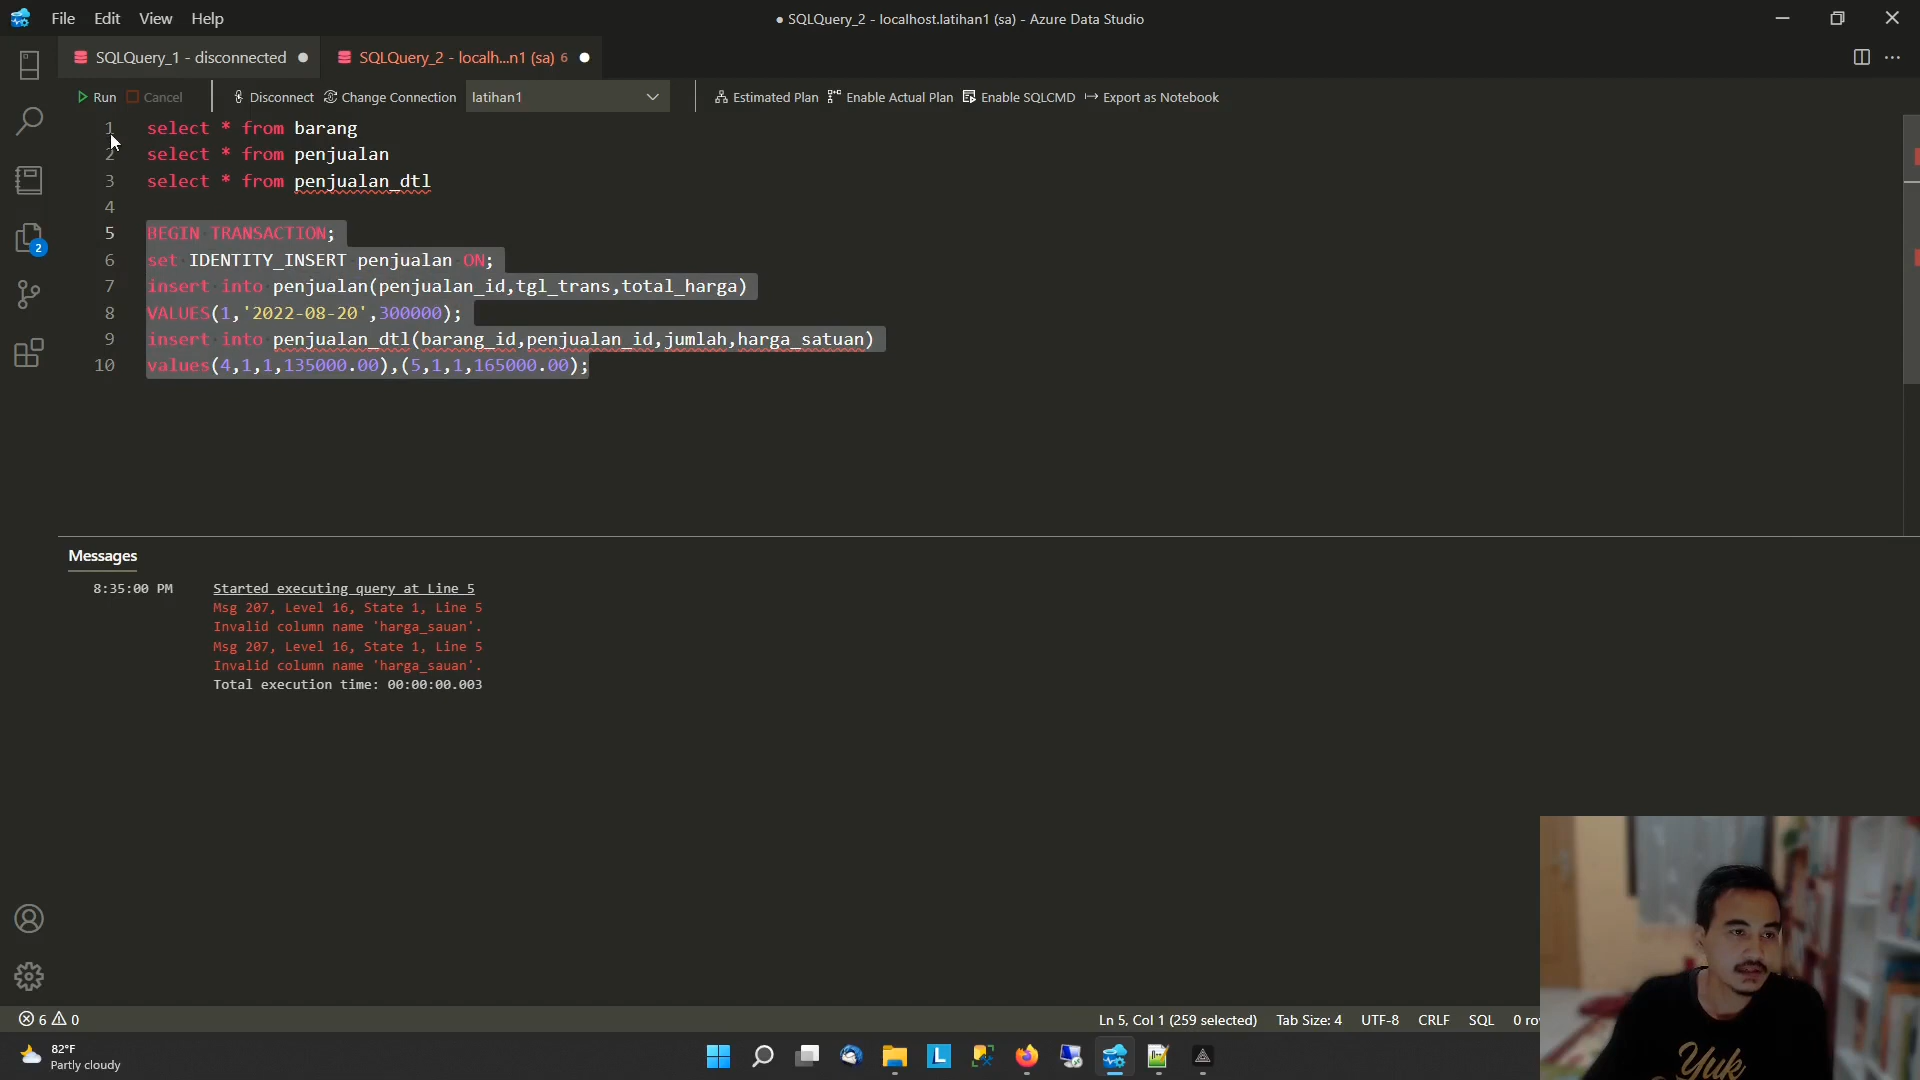 File Edit View Help
● SQLQuery_2 - localhost.latihan1 (sa) - Azure Data Studio
SQLQuery_1 - disconnected ●
SQLQuery_2 - localh...n1 (sa) 6 ●
Run Cancel Disconnect Change Connection latihan1 Estimated Plan Enable Actual Plan Enable SQLCMD Export as Notebook
1 select * from barang
2 select * from penjualan
3 select * from penjualan_dtl
4
5 BEGIN TRANSACTION;
6 set IDENTITY_INSERT penjualan ON;
7 insert into penjualan(penjualan_id,tgl_trans,total_harga)
8 VALUES(1,'2022-08-20',300000);
9 insert into penjualan_dtl(barang_id,penjualan_id,jumlah,harga_satuan)
10 values(4,1,1,135000.00),(5,1,1,165000.00);
2
Messages
8:35:00 PM Started executing query at Line 5
Msg 207, Level 16, State 1, Line 5
Invalid column name 'harga_sauan'.
Msg 207, Level 16, State 1, Line 5
Invalid column name 'harga_sauan'.
Total execution time: 00:00:00.003
6 0
Ln 5, Col 1 (259 selected) Tab Size: 4 UTF-8 CRLF SQL 0 ro
82°F
Partly cloudy
L
Yuk